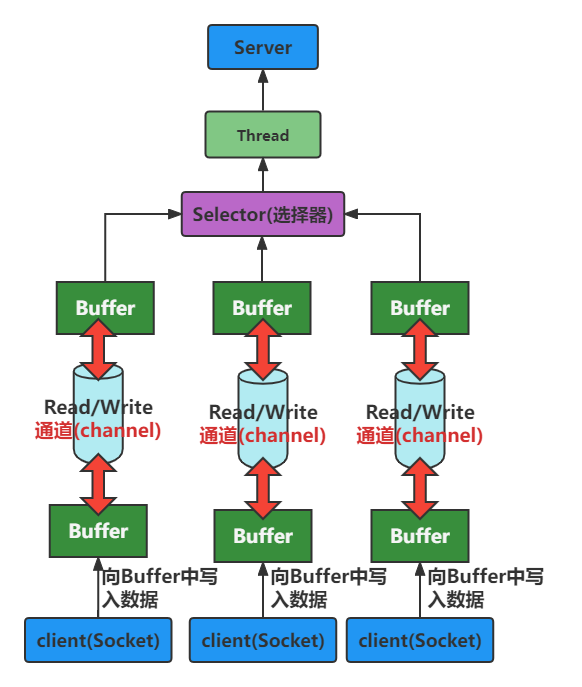 Server
Thread
Selector(选择器)
Buffer
Buffer
Buffer
Read/Write
通道(channel)
Read/Write
通道(channel)
Read/Write
通道(channel)
Buffer
Buffer
Buffer
向Buffer中写
入数据
向Buffer中写
入数据
向Buffer中写
入数据
client(Socket)
client(Socket)
client(Socket)